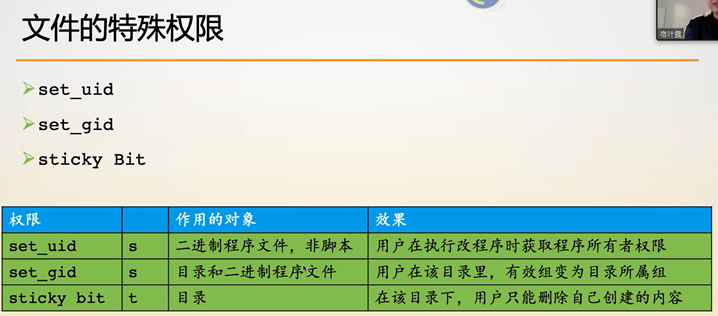 文件的特殊权限
set_uid
set_gid
sticky Bit
权限 作用的对象 效果
set_uid s 二进制程序文件，非脚本 用户在执行改程序时获取程序所有者权限
set_gid s 目录和二进制程序文件 用户在该目录里，有效组变为目录所属组
sticky bit t 目录 在该目录下，用户只能删除自己创建的内容